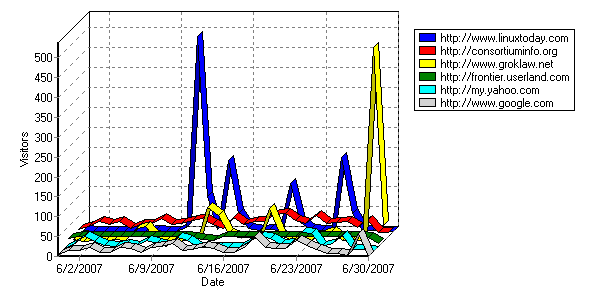 500
450
400
350
300
250
200
150
100
50
0
Visitors
6/2/2007
6/9/2007
6/16/2007
6/23/2007
6/30/2007
Date
http://www.linuxtoday.com
http://consortiuminfo.org
http://www.groklaw.net
http://frontier.userland.com
http://my.yahoo.com
http://www.google.com